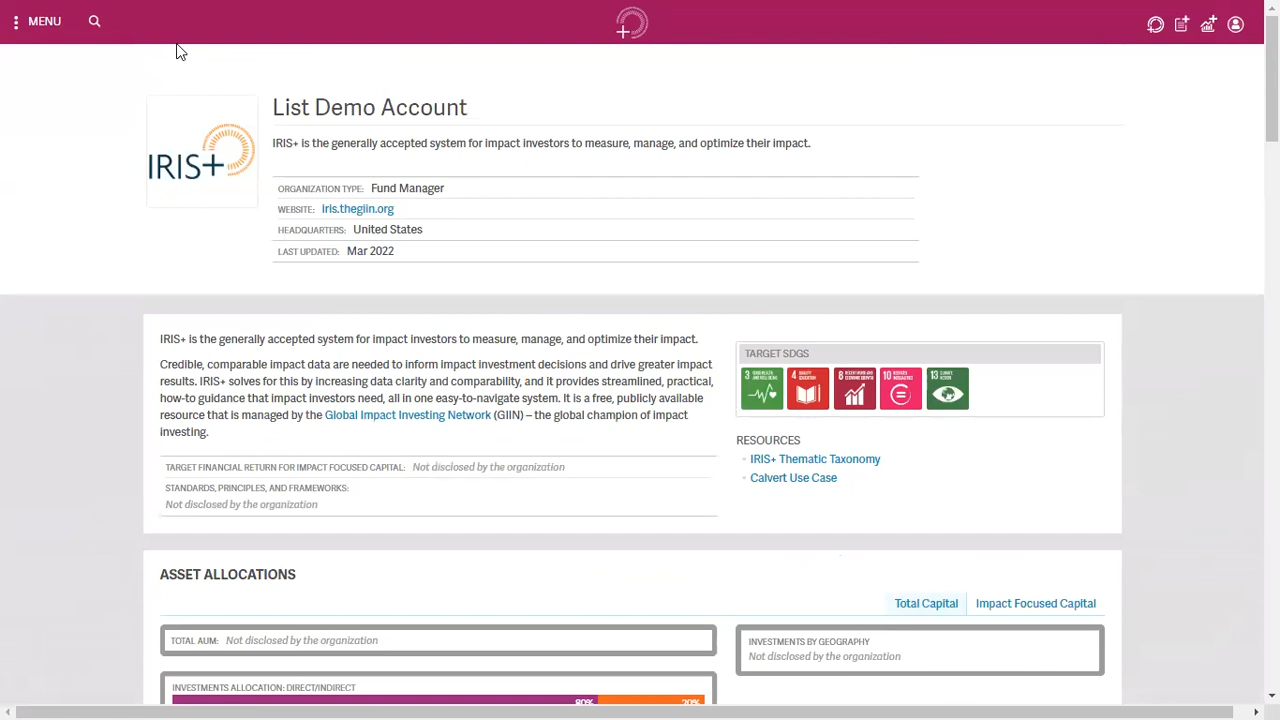 MENU
List Demo Account
IRIS+
IRIS+ is the generally accepted system for impact investors to measure, manage, and optimize their impact.
ORGANIZATION TYPE: Fund Manager
WEBSITE: iris.thegiin.org
HEADQUARTERS: United States
LAST UPDATED: Mar 2022
IRIS+ is the generally accepted system for impact investors to measure, manage, and optimize their impact.
Credible, comparable impact data are needed to inform impact investment decisions and drive greater impact
results. IRIS+ solves for this by increasing data clarity and comparability, and it provides streamlined, practical,
how-to guidance that impact investors need, all in one easy-to-navigate system. It is a free, publicly available
resource that is managed by the Global Impact Investing Network (GIIN) – the global champion of impact
investing.
TARGET FINANCIAL RETURN FOR IMPACT FOCUSED CAPITAL: Not disclosed by the organization
STANDARDS, PRINCIPLES, AND FRAMEWORKS:
Not disclosed by the organization
TARGET SDGS
3 4 8 10 13
RESOURCES
IRIS+ Thematic Taxonomy
Calvert Use Case
ASSET ALLOCATIONS
Total Capital Impact Focused Capital
TOTAL AUM: Not disclosed by the organization
INVESTMENTS BY GEOGRAPHY
Not disclosed by the organization
INVESTMENTS ALLOCATION: DIRECT/INDIRECT
80% 20%